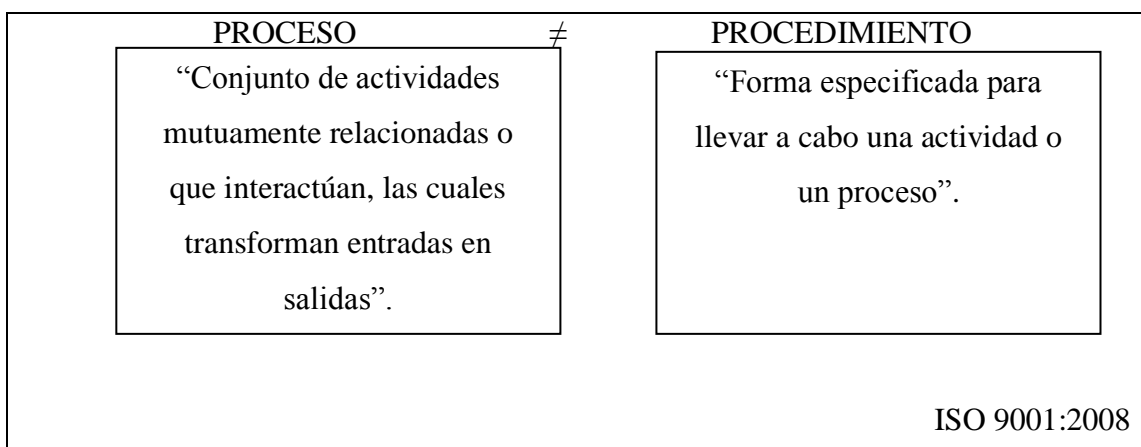 PROCESO ≠ PROCEDIMIENTO
“Conjunto de actividades
mutuamente relacionadas o
que interactúan, las cuales
transforman entradas en
salidas”.
“Forma especificada para
llevar a cabo una actividad o
un proceso”.
ISO 9001:2008